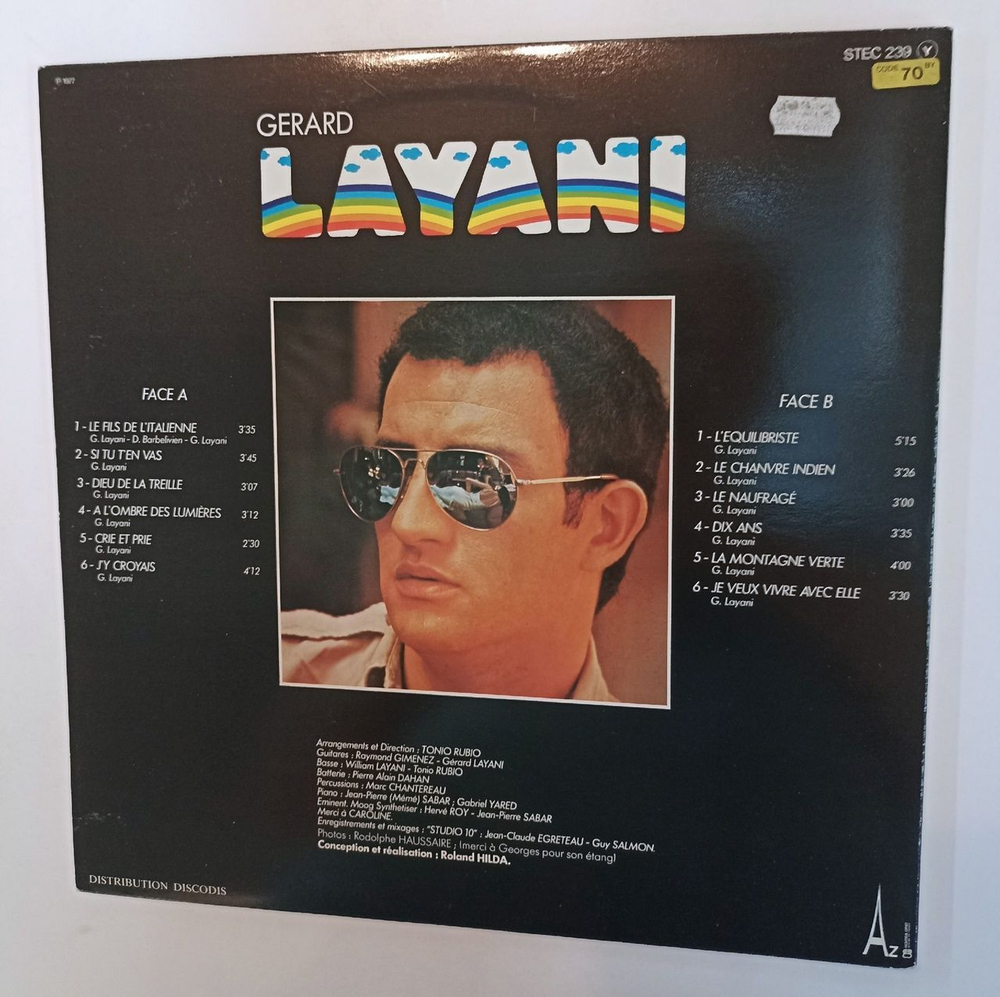 ℗ 1977
STEC 239 Y
CODE 70 BY
GERARD
LAYANI
FACE A
1 - LE FILS DE L'ITALIENNE 3'35
G. Layani - D. Barbelivien - G. Layani
2 - SI TU T'EN VAS 3'45
G. Layani
3 - DIEU DE LA TREILLE 3'07
G. Layani
4 - A L'OMBRE DES LUMIÈRES 3'12
G. Layani
5 - CRIE ET PRIE 2'30
G. Layani
6 - J'Y CROYAIS 4'12
G. Layani
FACE B
1 - L'EQUILIBRISTE 5'15
G. Layani
2 - LE CHANVRE INDIEN 3'26
G. Layani
3 - LE NAUFRAGÉ 3'00
G. Layani
4 - DIX ANS 3'35
G. Layani
5 - LA MONTAGNE VERTE 4'00
G. Layani
6 - JE VEUX VIVRE AVEC ELLE 3'30
G. Layani
Arrangements et Direction : TONIO RUBIO
Guitares : Raymond GIMENEZ - Gérard LAYANI
Basse : William LAYANI - Tonio RUBIO
Batterie : Pierre Alain DAHAN
Percussions : Marc CHANTEREAU
Piano : Jean-Pierre (Mémé) SABAR ; Gabriel YARED
Eminent. Moog Synthetiser : Hervé ROY - Jean-Pierre SABAR
Merci à CAROLINE.
Enregistrements et mixages : "STUDIO 10" ; Jean-Claude EGRETEAU - Guy SALMON.
Photos : Rodolphe HAUSSAIRE ; (merci à Georges pour son étang)
Conception et réalisation : Roland HILDA.
DISTRIBUTION DISCODIS
AZ